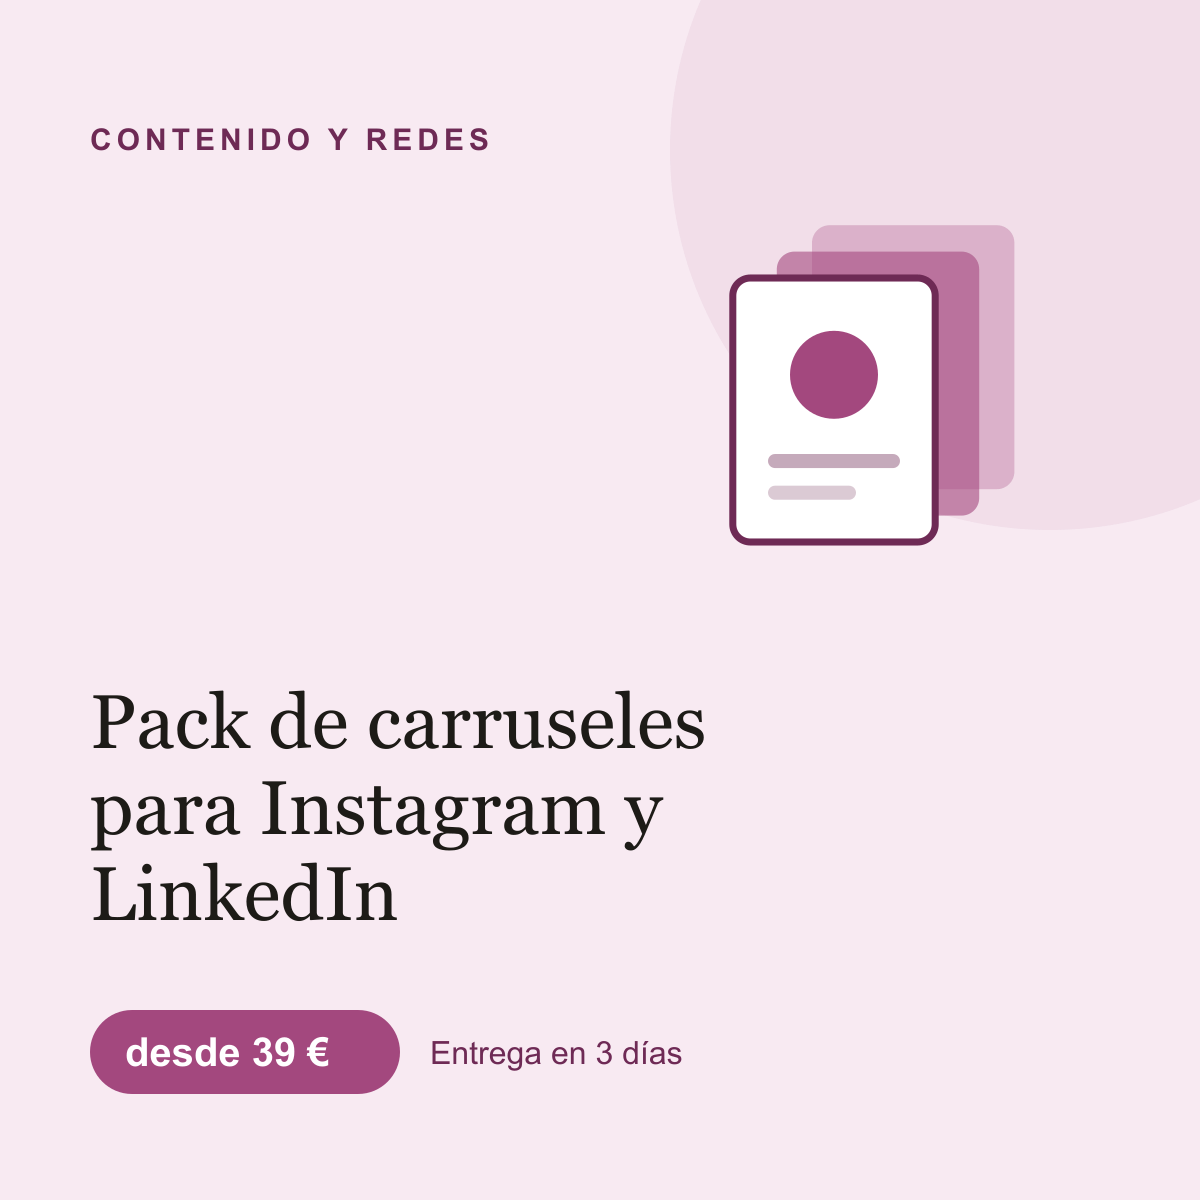 CONTENIDO Y REDES
Pack de carruseles
para Instagram y
LinkedIn
desde 39 €
Entrega en 3 días